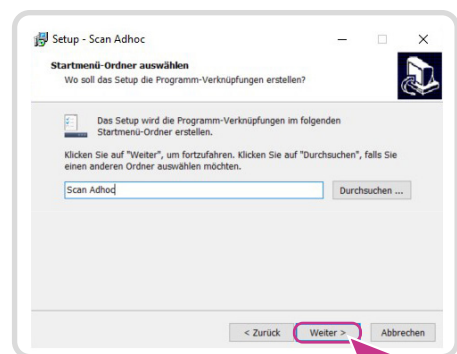 Setup - Scan Adhoc
Startmenü-Ordner auswählen
Wo soll das Setup die Programm-Verknüpfungen erstellen?
Das Setup wird die Programm-Verknüpfungen im folgenden
Startmenü-Ordner erstellen.
Klicken Sie auf "Weiter", um fortzufahren. Klicken Sie auf "Durchsuchen", falls Sie
einen anderen Ordner auswählen möchten.
Scan Adhoc
Durchsuchen ...
< Zurück
Weiter >
Abbrechen